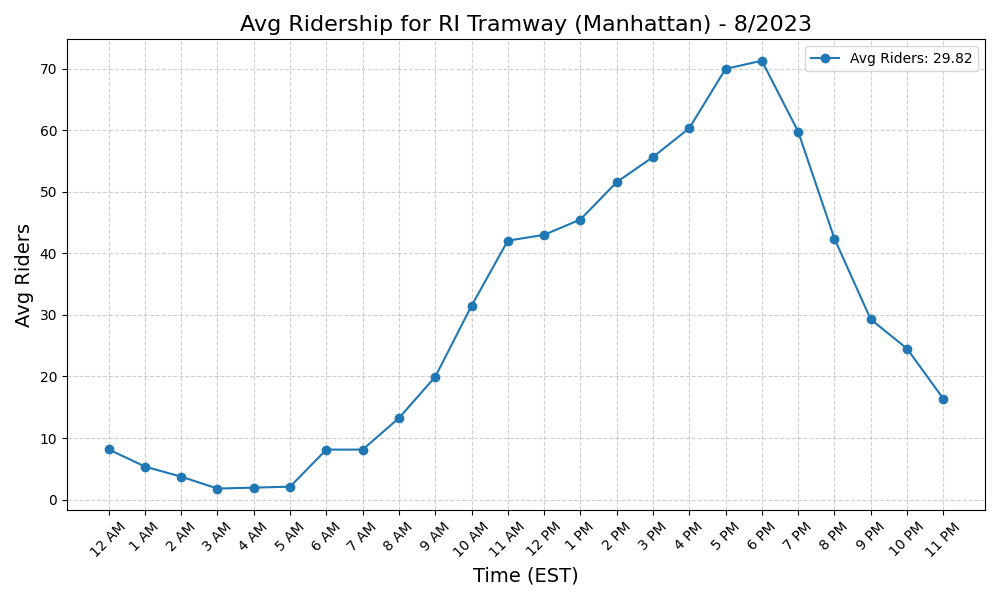 Avg Ridership for RI Tramway (Manhattan) - 8/2023
Avg Riders: 29.82
Avg Riders
70
60
50
40
30
20
10
0
12 AM
1 AM
2 AM
3 AM
4 AM
5 AM
6 AM
7 AM
8 AM
9 AM
10 AM
11 AM
12 PM
1 PM
2 PM
3 PM
4 PM
5 PM
6 PM
7 PM
8 PM
9 PM
10 PM
11 PM
Time (EST)